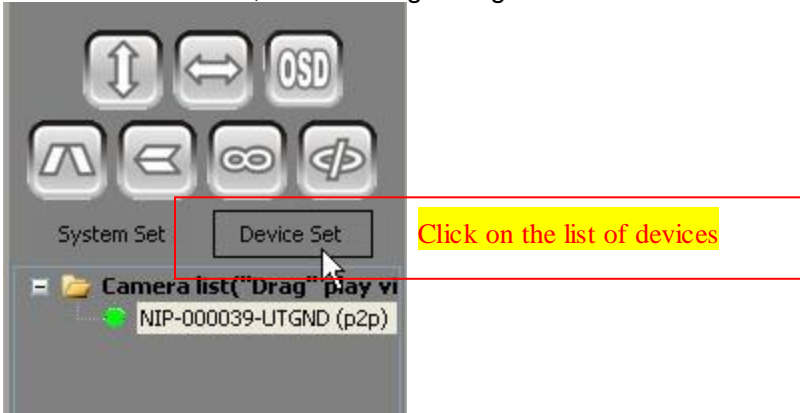 OSD
System Set Device Set Click on the list of devices
Camera list("Drag" play vi
NIP-000039-UTGND (p2p)